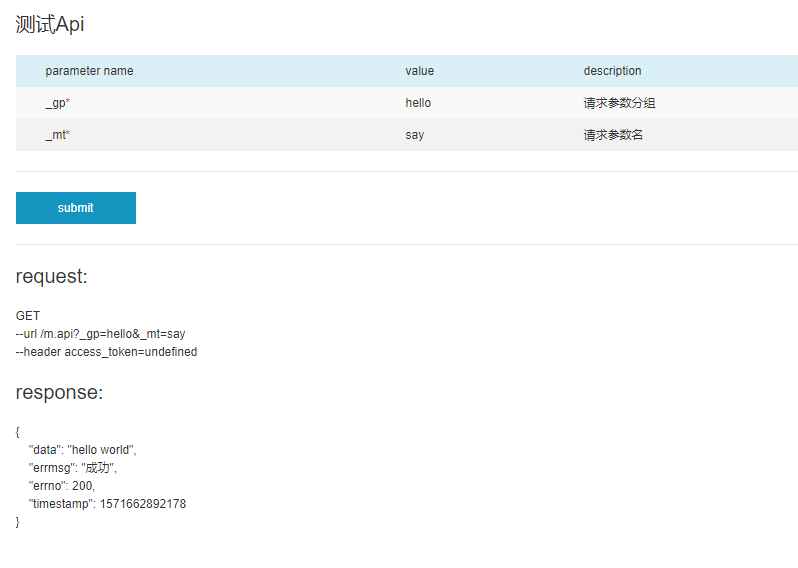 测试Api
parameter name value description
_gp* hello 请求参数分组
_mt* say 请求参数名
submit
request:
GET
--url /m.api?_gp=hello&_mt=say
--header access_token=undefined
response:
{
"data": "hello world",
"errmsg": "成功",
"errno": 200,
"timestamp": 1571662892178
}